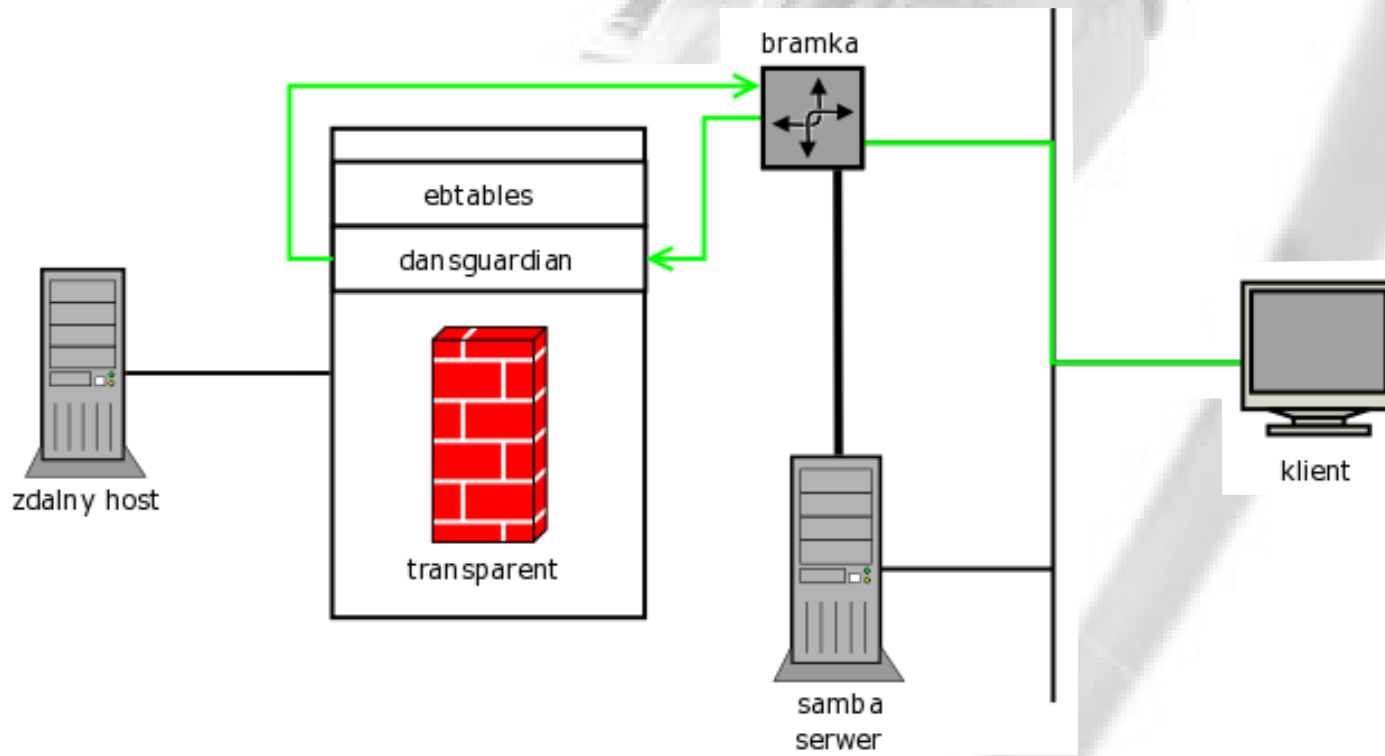 bramka
ebtables
dansguardian
zdalny host
transparent
klient
samba
serwer